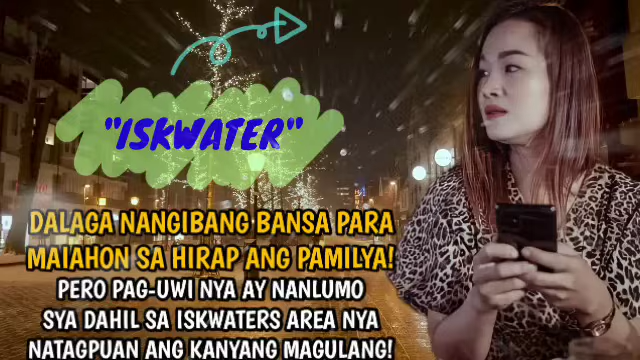 "ISKWATER"
DALAGA NANGIBANG BANSA PARA
MAIAHON SA HIRAP ANG PAMILYA!
PERO PAG-UWI NYA AY NANLUMO
SYA DAHIL SA ISKWATERS AREA NYA
NATAGPUAN ANG KANYANG MAGULANG!